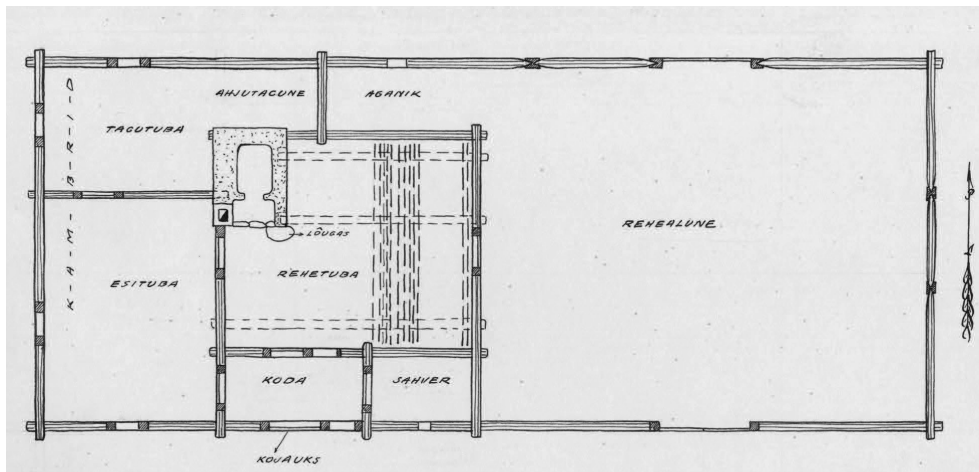 AHJUTAGUNE
AGANIK
TAGUTUBA
K-A-M-B-R-I-D
REHEALUNE
LÕUGAS
REHETUBA
ESITUBA
KODA
SAHVER
KOJAUKS